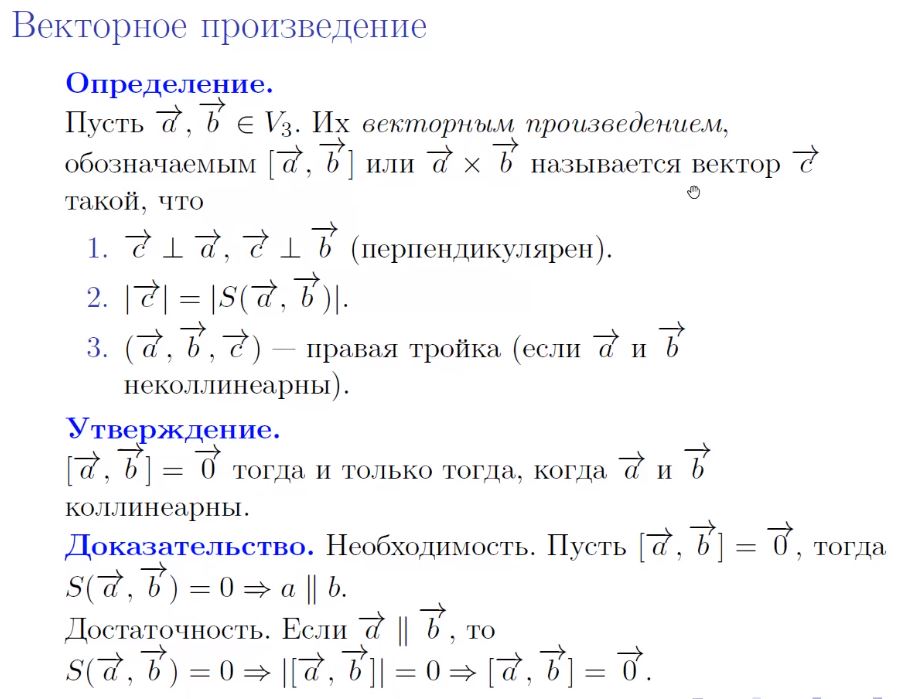 Векторное произведение
Определение.
Пусть $\overrightarrow{a}, \overrightarrow{b} \in V_3$. Их векторным произведением,
обозначаемым $[\overrightarrow{a}, \overrightarrow{b}]$ или $\overrightarrow{a} \times \overrightarrow{b}$ называется вектор $\overrightarrow{c}$
такой, что
1. $\overrightarrow{c} \perp \overrightarrow{a}, \overrightarrow{c} \perp \overrightarrow{b}$ (перпендикулярен).
2. $|\overrightarrow{c}| = |S(\overrightarrow{a}, \overrightarrow{b})|$.
3. $(\overrightarrow{a}, \overrightarrow{b}, \overrightarrow{c})$ — правая тройка (если $\overrightarrow{a}$ и $\overrightarrow{b}$
неколлинеарны).
Утверждение.
$[\overrightarrow{a}, \overrightarrow{b}] = \overrightarrow{0}$ тогда и только тогда, когда $\overrightarrow{a}$ и $\overrightarrow{b}$
коллинеарны.
Доказательство. Необходимость. Пусть $[\overrightarrow{a}, \overrightarrow{b}] = \overrightarrow{0}$, тогда
$S(\overrightarrow{a}, \overrightarrow{b}) = 0 \Rightarrow a \parallel b$.
Достаточность. Если $\overrightarrow{a} \parallel \overrightarrow{b}$, то
$S(\overrightarrow{a}, \overrightarrow{b}) = 0 \Rightarrow |[\overrightarrow{a}, \overrightarrow{b}]| = 0 \Rightarrow [\overrightarrow{a}, \overrightarrow{b}] = \overrightarrow{0}$.